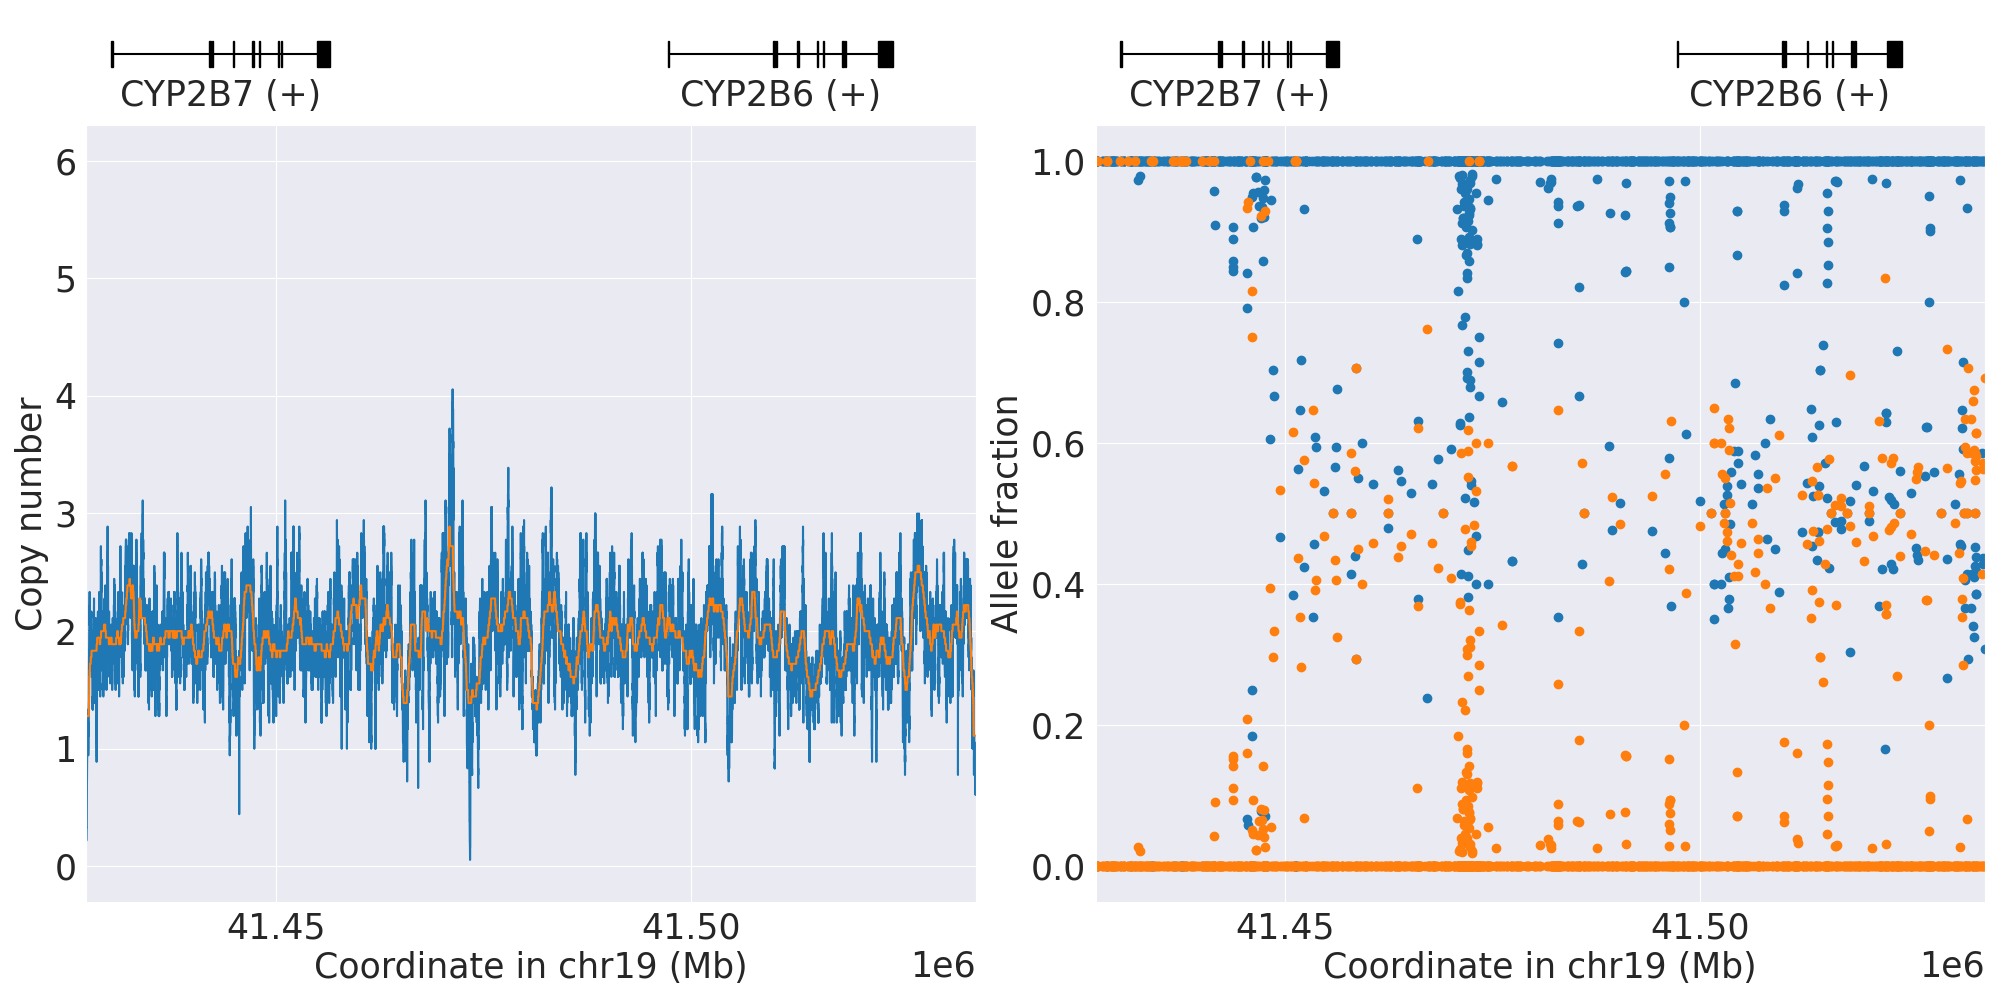 CYP2B7 (+)
CYP2B6 (+)
CYP2B7 (+)
CYP2B6 (+)
Copy number
6
5
4
3
2
1
0
41.45
41.50
Coordinate in chr19 (Mb)
1e6
Allele fraction
1.0
0.8
0.6
0.4
0.2
0.0
41.45
41.50
Coordinate in chr19 (Mb)
1e6